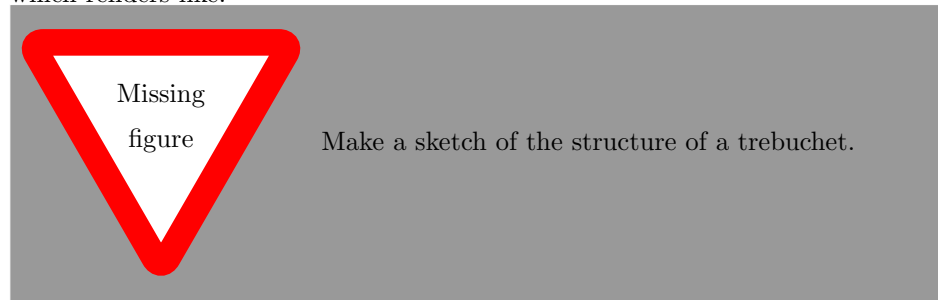 which renders like:
Missing
figure
Make a sketch of the structure of a trebuchet.